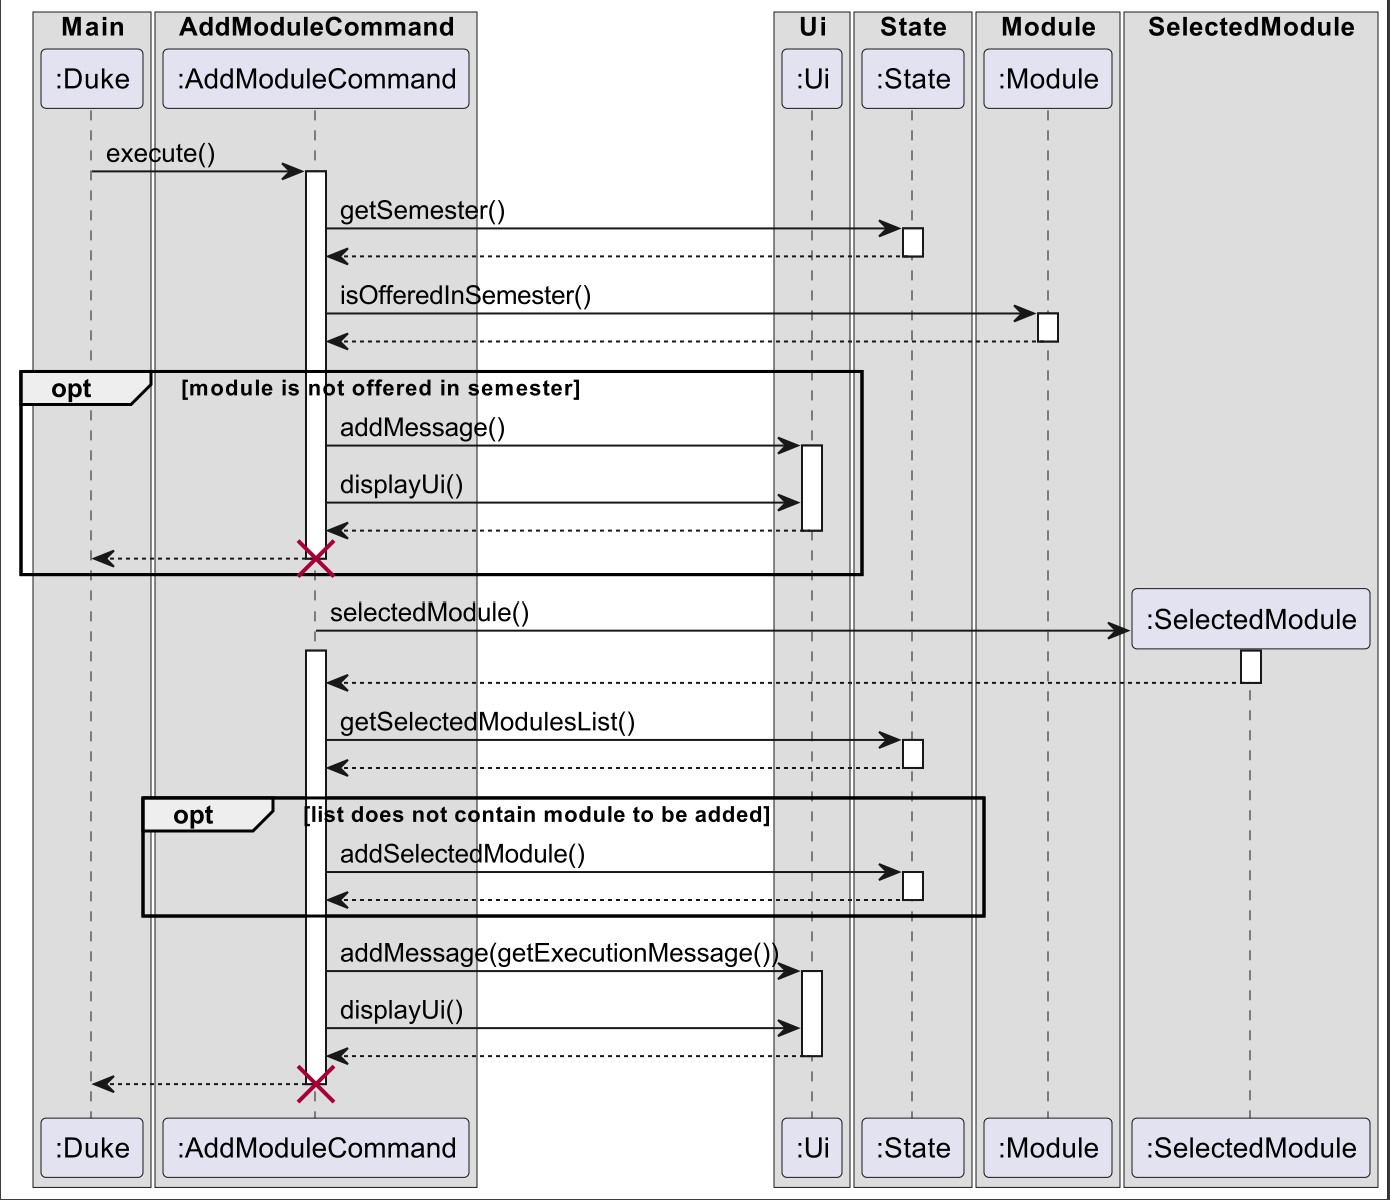 Main AddModuleCommand Ui State Module SelectedModule
:Duke :AddModuleCommand :Ui :State :Module
execute()
getSemester()
isOfferedInSemester()
opt [module is not offered in semester]
addMessage()
displayUi()
selectedModule()
:SelectedModule
getSelectedModulesList()
opt [list does not contain module to be added]
addSelectedModule()
addMessage(getExecutionMessage())
displayUi()
:Duke :AddModuleCommand :Ui :State :Module :SelectedModule